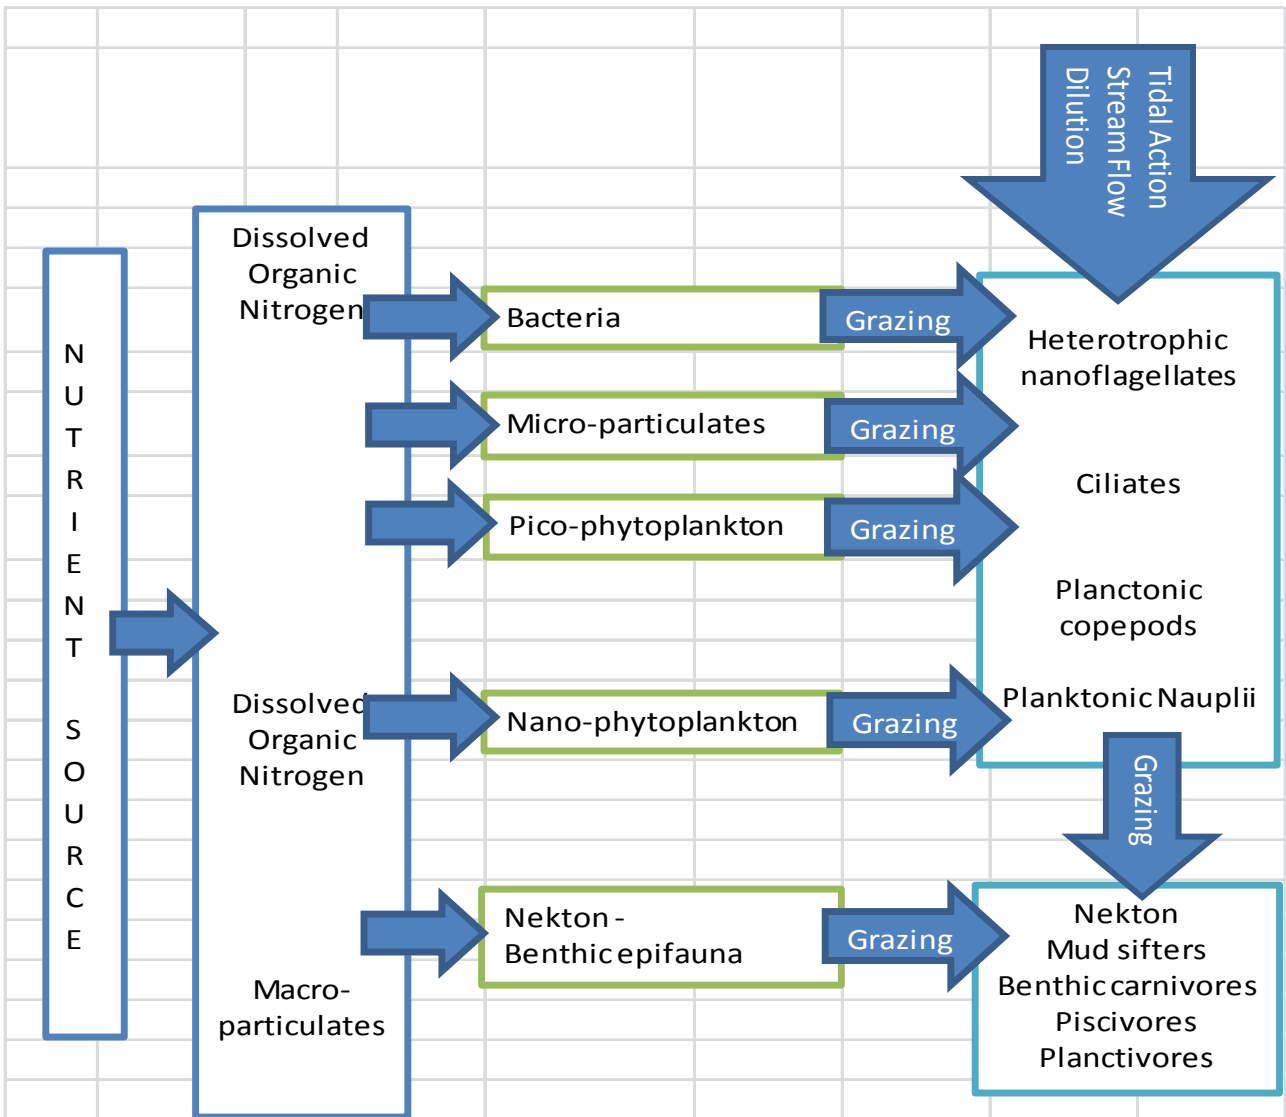 Tidal Action
Stream Flow
Dilution
NUTRIENT SOURCE
Dissolved
Organic
Nitrogen
Bacteria
Grazing
Heterotrophic
nanoflagellates
Micro-particulates
Grazing
Ciliates
Pico-phytoplankton
Grazing
Planctonic
copepods
Dissolved
Organic
Nitrogen
Nano-phytoplankton
Grazing
Planktonic Nauplii
Grazing
Macro-
particulates
Nekton -
Benthic epifauna
Grazing
Nekton
Mud sifters
Benthic carnivores
Piscivores
Planctivores